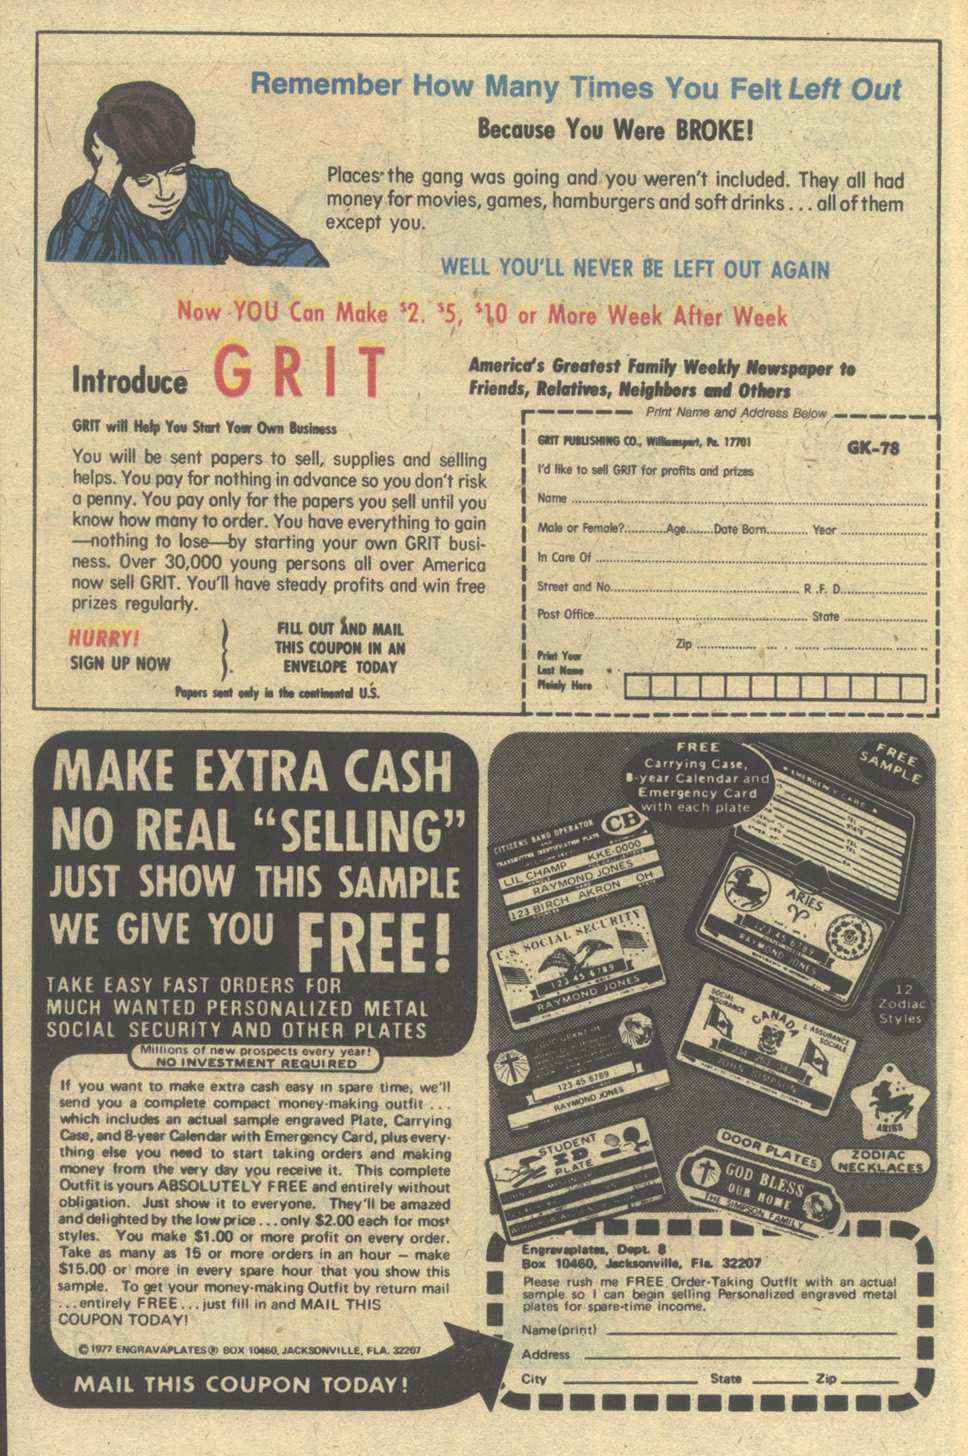 Remember How Many Times You Felt Left Out
Because You Were BROKE!
Places the gang was going and you weren't included. They all had
money for movies, games, hamburgers and soft drinks . . . all of them
except you.
WELL YOU'LL NEVER BE LEFT OUT AGAIN
Now YOU Can Make $2, $5, $10 or More Week After Week
Introduce GRIT
America's Greatest Family Weekly Newspaper to
Friends, Relatives, Neighbors and Others
GRIT will Help You Start Your Own Business
You will be sent papers to sell, supplies and selling
helps. You pay for nothing in advance so you don't risk
a penny. You pay only for the papers you sell until you
know how many to order. You have everything to gain
—nothing to lose—by starting your own GRIT busi-
ness. Over 30,000 young persons all over America
now sell GRIT. You'll have steady profits and win free
prizes regularly.
HURRY!
SIGN UP NOW
FILL OUT AND MAIL
THIS COUPON IN AN
ENVELOPE TODAY
Papers sent only in the continental U.S.
Print Name and Address Below
GRIT PUBLISHING CO., Williamsport, Pa. 17701
GK-78
I'd like to sell GRIT for profits and prizes
Name
Male or Female? Age Date Born Year
In Care Of
Street and No. R.F.D.
Post Office State
Zip
Print Your
Last Name
Plainly Here
MAKE EXTRA CASH
NO REAL "SELLING"
JUST SHOW THIS SAMPLE
WE GIVE YOU FREE!
TAKE EASY FAST ORDERS FOR
MUCH WANTED PERSONALIZED METAL
SOCIAL SECURITY AND OTHER PLATES
Millions of new prospects every year!
NO INVESTMENT REQUIRED
If you want to make extra cash easy in spare time, we'll
send you a complete compact money-making outfit . . .
which includes an actual sample engraved Plate, Carrying
Case, and 8-year Calendar with Emergency Card, plus every-
thing else you need to start taking orders and making
money from the very day you receive it. This complete
Outfit is yours ABSOLUTELY FREE and entirely without
obligation. Just show it to everyone. They'll be amazed
and delighted by the low price . . . only $2.00 each for most
styles. You make $1.00 or more profit on every order.
Take as many as 15 or more orders in an hour — make
$15.00 or more in every spare hour that you show this
sample. To get your money-making Outfit by return mail
. . . entirely FREE . . . just fill in and MAIL THIS
COUPON TODAY!
©1977 ENGRAVAPLATES® BOX 10460, JACKSONVILLE, FLA. 32207
MAIL THIS COUPON TODAY!
FREE
Carrying Case,
8-year Calendar and
Emergency Card
with each plate
FREE
SAMPLE
EMERGENCY CARD
CITIZENS BAND OPERATOR
CB
TRANSMITTER IDENTIFICATION PLATE
LIL CHAMP KKE-0000
RAYMOND JONES
123 BIRCH AKRON OH
ARIES
123-45-6789
RAYMOND JONES
U.S. SOCIAL SECURITY
123-45-6789
RAYMOND JONES
12
Zodiac
Styles
GOD GRANT ME
123-45-6789
RAYMOND JONES
SOCIAL
INSURANCE
CANADA
L ASSURANCE
SOCIALE
JOHN SIMPSON
ARIES
STUDENT
ID
PLATE
DOOR PLATES
ZODIAC
NECKLACES
GOD BLESS
OUR HOME
THE SIMPSON FAMILY
Engravaplates, Dept. 8
Box 10460, Jacksonville, Fla. 32207
Please rush me FREE Order-Taking Outfit with an actual
sample so I can begin selling Personalized engraved metal
plates for spare-time income.
Name(print)
Address
City State Zip